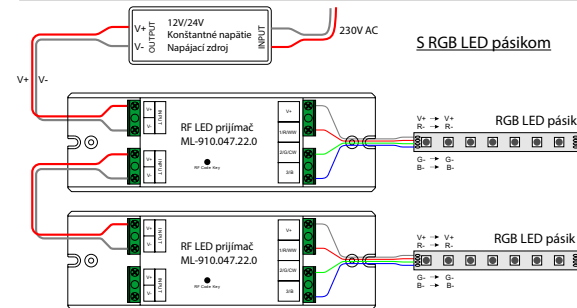 S RGB LED pásikom
12V/24V
Konštantné napätie
Napájací zdroj
V+
V-
OUTPUT
INPUT
230V AC
V+
V-
V+
V-
INPUT
V+
V-
INPUT
RF LED prijímač
ML-910.047.22.0
RF Code Key
V+
1/R/WW
2/G/CW
3/B
V+ → V+
R- → R-
G- → G-
B- → B-
RGB LED pásik
V+
V-
INPUT
V+
V-
INPUT
RF LED prijímač
ML-910.047.22.0
RF Code Key
V+
1/R/WW
2/G/CW
3/B
V+ → V+
R- → R-
G- → G-
B- → B-
RGB LED pásik